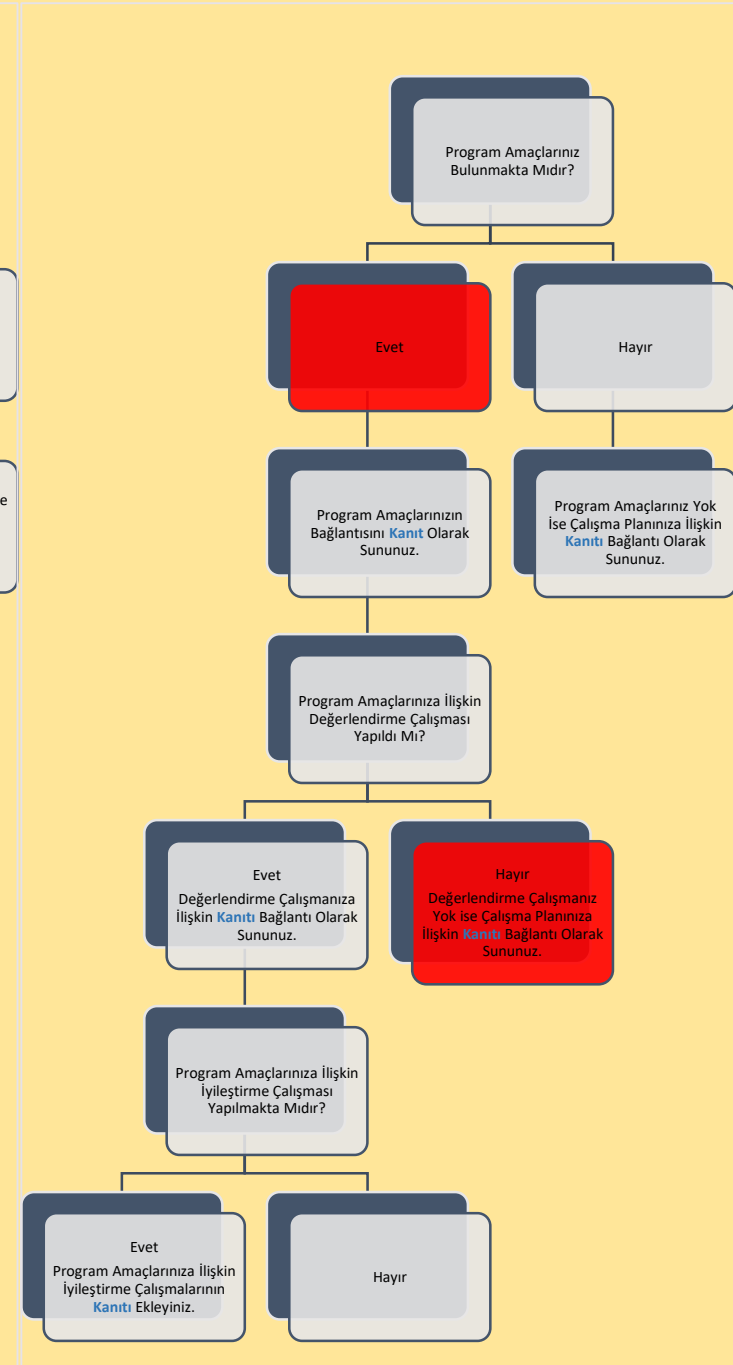 Program Amaçlarınız
Bulunmakta Mıdır?
Evet
Hayır
e
Program Amaçlarınızın
Bağlantısını Kanıt Olarak
Sununuz.
Program Amaçlarınız Yok
İse Çalışma Planınıza İlişkin
Kanıtı Bağlantı Olarak
Sununuz.
Program Amaçlarınıza İlişkin
Değerlendirme Çalışması
Yapıldı Mı?
Evet
Değerlendirme Çalışmanıza
İlişkin Kanıtı Bağlantı Olarak
Sununuz.
Hayır
Değerlendirme Çalışmanız
Yok ise Çalışma Planınıza
İlişkin Kanıtı Bağlantı Olarak
Sununuz.
Program Amaçlarınıza İlişkin
İyileştirme Çalışması
Yapılmakta Mıdır?
Evet
Program Amaçlarınıza İlişkin
İyileştirme Çalışmalarının
Kanıtı Ekleyiniz.
Hayır